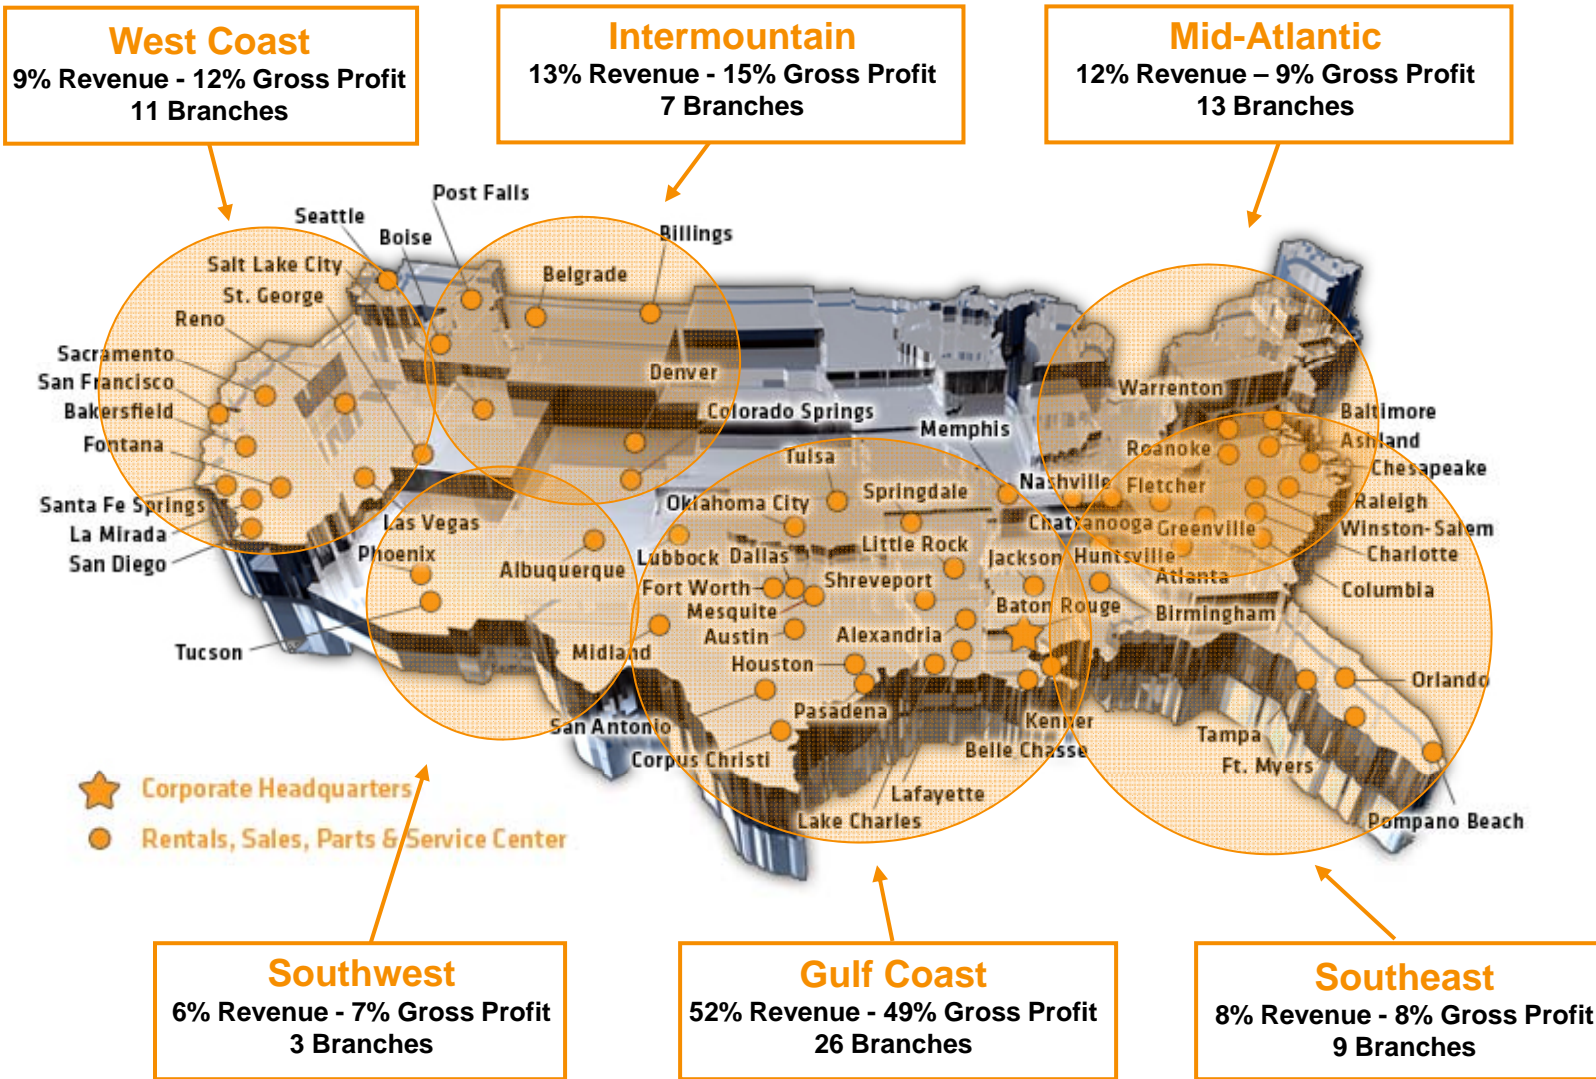 West Coast
9% Revenue - 12% Gross Profit
11 Branches
Intermountain
13% Revenue - 15% Gross Profit
7 Branches
Mid-Atlantic
12% Revenue – 9% Gross Profit
13 Branches
Post Falls
Seattle
Boise
Billings
Salt Lake City
Belgrade
St. George
Reno
Sacramento
San Francisco
Bakersfield
Fontana
Santa Fe Springs
La Mirada
San Diego
Las Vegas
Denver
Colorado Springs
Memphis
Warrenton
Baltimore
Ashland
Roanoke
Chesapeake
Tulsa
Oklahoma City
Springdale
Nashville
Fletcher
Raleigh
Chattanooga
Greenville
Winston-Salem
Charlotte
Phoenix
Albuquerque
Lubbock
Dallas
Little Rock
Jackson
Huntsville
Atlanta
Columbia
Fort Worth
Shreveport
Mesquite
Baton Rouge
Birmingham
Austin
Alexandria
Tucson
Midland
Houston
Orlando
San Antonio
Pasadena
Kenner
Tampa
Corpus Christi
Belle Chasse
Ft. Myers
Lafayette
Lake Charles
Pompano Beach
Corporate Headquarters
Rentals, Sales, Parts & Service Center
Southwest
6% Revenue - 7% Gross Profit
3 Branches
Gulf Coast
52% Revenue - 49% Gross Profit
26 Branches
Southeast
8% Revenue - 8% Gross Profit
9 Branches